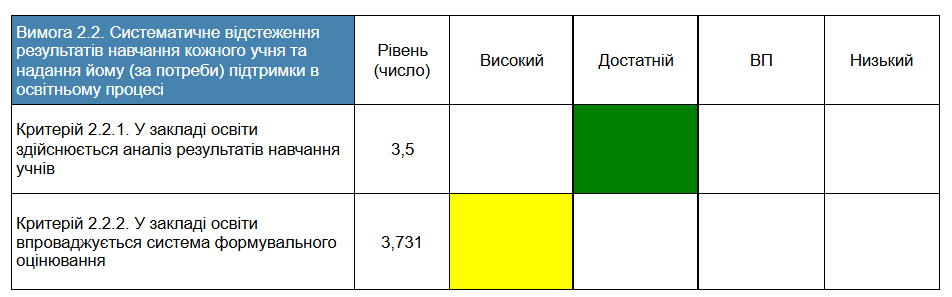 Вимога 2.2. Систематичне відстеження
результатів навчання кожного учня та
надання йому (за потреби) підтримки в
освітньому процесі
Рівень
(число)
Високий
Достатній
ВП
Низький
Критерій 2.2.1. У закладі освіти
здійснюється аналіз результатів навчання
учнів
3,5
Критерій 2.2.2. У закладі освіти
впроваджується система формувального
оцінювання
3,731